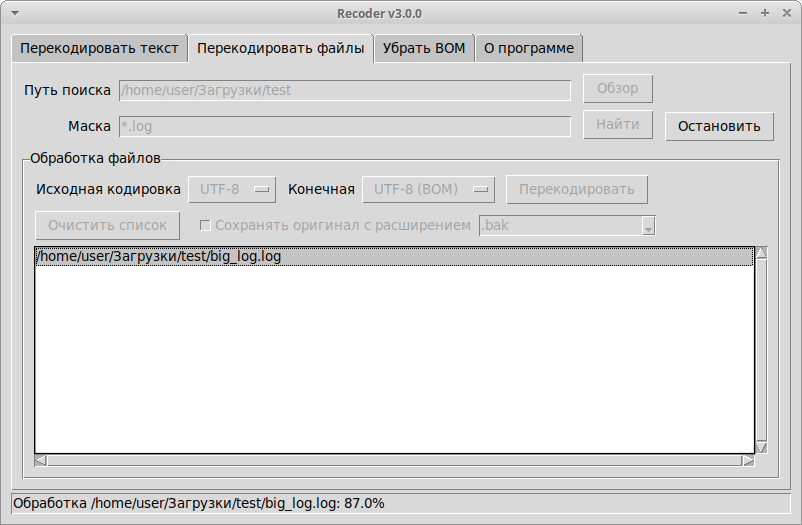 Recoder v3.0.0
Перекодировать текст Перекодировать файлы Убрать BOM О программе
Путь поиска /home/user/Загрузки/test Обзор
Маска *.log Найти Остановить
Обработка файлов
Исходная кодировка UTF-8 Конечная UTF-8 (BOM) Перекодировать
Очистить список Сохранять оригинал с расширением .bak
/home/user/Загрузки/test/big_log.log
Обработка /home/user/Загрузки/test/big_log.log: 87.0%